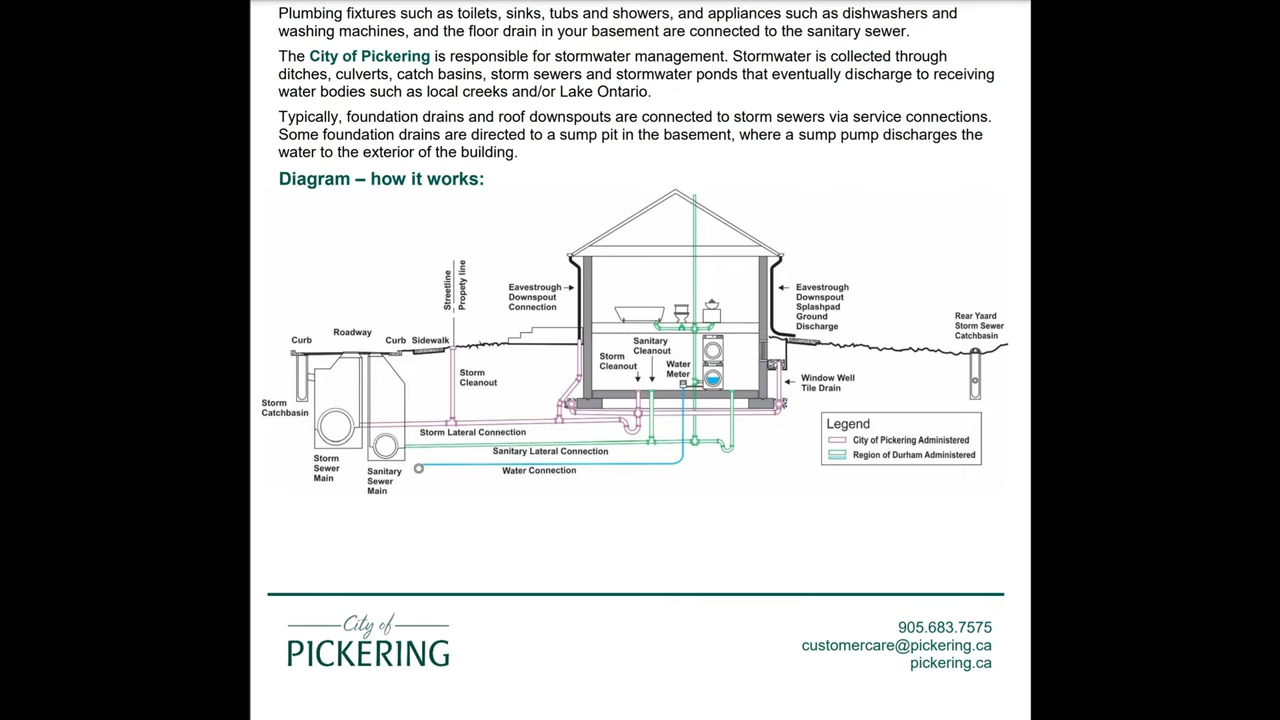 Plumbing fixtures such as toilets, sinks, tubs and showers, and appliances such as dishwashers and
washing machines, and the floor drain in your basement are connected to the sanitary sewer.
The City of Pickering is responsible for stormwater management. Stormwater is collected through
ditches, culverts, catch basins, storm sewers and stormwater ponds that eventually discharge to receiving
water bodies such as local creeks and/or Lake Ontario.
Typically, foundation drains and roof downspouts are connected to storm sewers via service connections.
Some foundation drains are directed to a sump pit in the basement, where a sump pump discharges the
water to the exterior of the building.
Diagram – how it works:
Streetline
Propety line
Eavestrough
Downspout
Connection
Eavestrough
Downspout
Splashpad
Ground
Discharge
Rear Yaard
Storm Sewer
Catchbasin
Curb
Roadway
Curb
Sidewalk
Storm
Cleanout
Storm
Cleanout
Sanitary
Cleanout
Water
Meter
Window Well
Tile Drain
Storm
Catchbasin
Storm Lateral Connection
Sanitary Lateral Connection
Water Connection
Storm
Sewer
Main
Sanitary
Sewer
Main
Legend
City of Pickering Administered
Region of Durham Administered
City of
PICKERING
905.683.7575
customercare@pickering.ca
pickering.ca